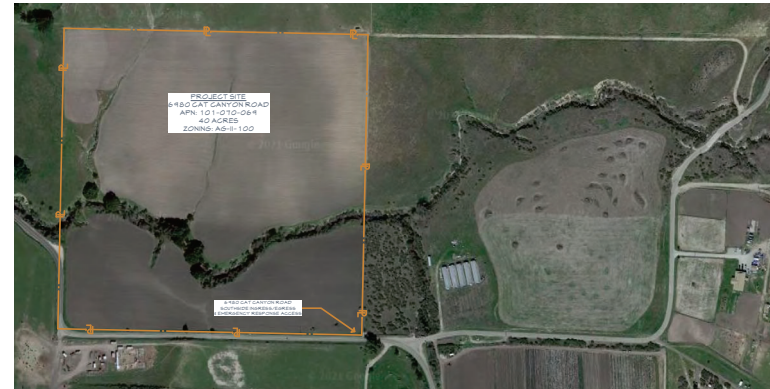 PROJECT SITE
6980 CAT CANYON ROAD
APN: 101-070-069
40 ACRES
ZONING: AG-II-100
6980 CAT CANYON ROAD
SOUTHSIDE INGRESS/EGRESS
& EMERGENCY RESPONSE ACCESS